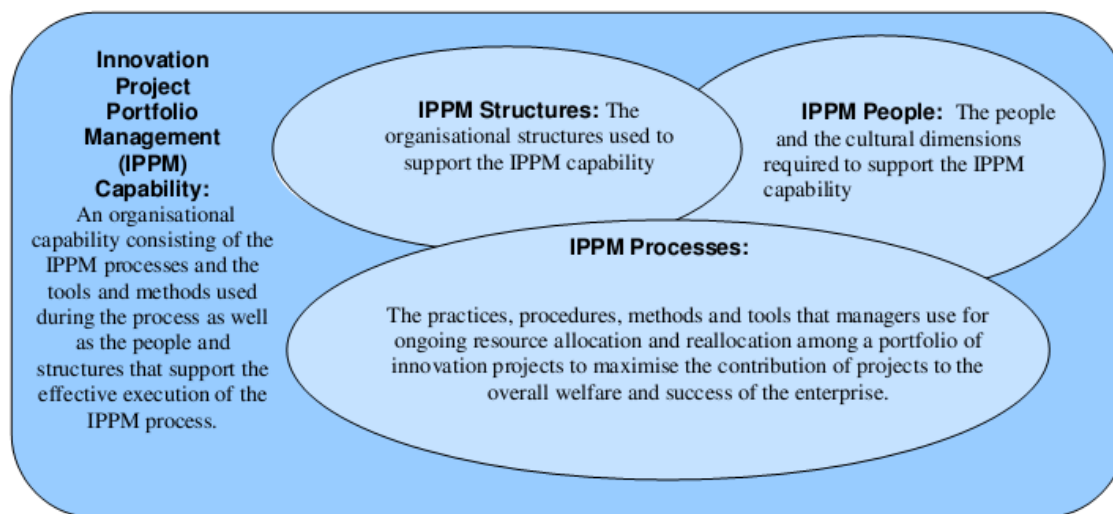 Innovation
Project
Portfolio
Management
(IPPM)
Capability:
An organisational
capability consisting of the
IPPM processes and the
tools and methods used
during the process as well
as the people and
structures that support the
effective execution of the
IPPM process.
IPPM Structures: The
organisational structures used to
support the IPPM capability
IPPM People: The people
and the cultural dimensions
required to support the IPPM
capability
IPPM Processes:
The practices, procedures, methods and tools that managers use for
ongoing resource allocation and reallocation among a portfolio of
innovation projects to maximise the contribution of projects to the
overall welfare and success of the enterprise.